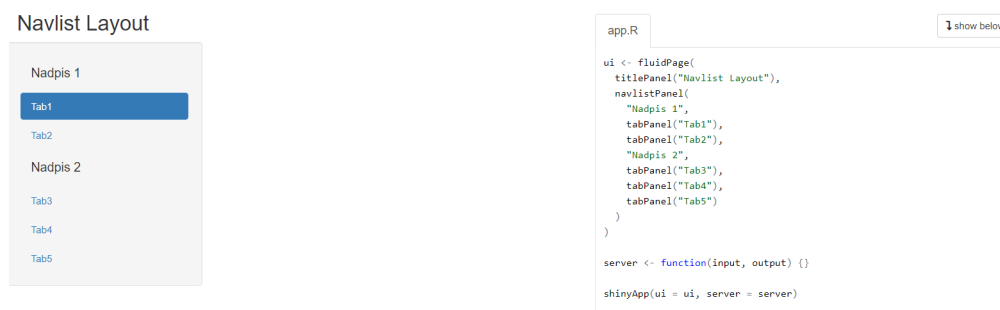 Navlist Layout
Nadpis 1
Tab1
Tab2
Nadpis 2
Tab3
Tab4
Tab5
app.R
show below
ui <- fluidPage(
  titlePanel("Navlist Layout"),
  navlistPanel(
    "Nadpis 1",
    tabPanel("Tab1"),
    tabPanel("Tab2"),
    "Nadpis 2",
    tabPanel("Tab3"),
    tabPanel("Tab4"),
    tabPanel("Tab5")
  )
)
server <- function(input, output) {}
shinyApp(ui = ui, server = server)